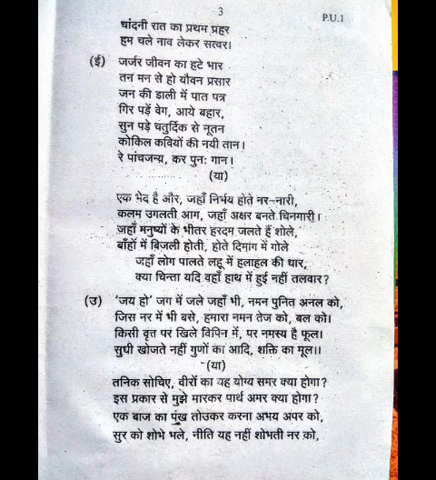 3
P.U.1
चांदनी रात का प्रथम प्रहर
हम चले नाव लेकर सत्वर।
(ई) जर्जर जीवन का हटे भार
तन मन से हो यौवन प्रसार
जन की डाली में पात पत्र
गिर पड़ें वेग, आये बहार,
सुन पड़े चतुर्दिक से नूतन
कोकिल कवियों की नयी तान।
रे पांचजन्य, कर पुनः गान।
(या)
एक भेद है और, जहाँ निर्भय होते नर-नारी,
कलम उगलती आग, जहाँ अक्षर बनते चिनगारी।
जहाँ मनुष्यों के भीतर हरदम जलते हैं शोले,
बाँहों में बिजली होती, होते दिमांग में गोले
जहाँ लोग पालते लहू में हलाहल की धार,
क्या चिन्ता यदि वहाँ हाथ में हुई नहीं तलवार?
(उ) 'जय हो' जग में जले जहाँ भी, नमन पुनित अनल को,
जिस नर में भी बसे, हमारा नमन तेज को, बल को।
किसी वृत्त पर खिले विपिन में, पर नमस्य है फूल।
सुधी खोजते नहीं गुणों का आदि, शक्ति का मूल।।
(या)
तनिक सोचिए, वीरों का यह योग्य समर क्या होगा?
इस प्रकार से मुझे मारकर पार्थ अमर क्या होगा?
एक बाज का पुंख तोउकर करना अभय अपर को,
सुर को शोभे भले, नीति यह नहीं शोभती नर को,